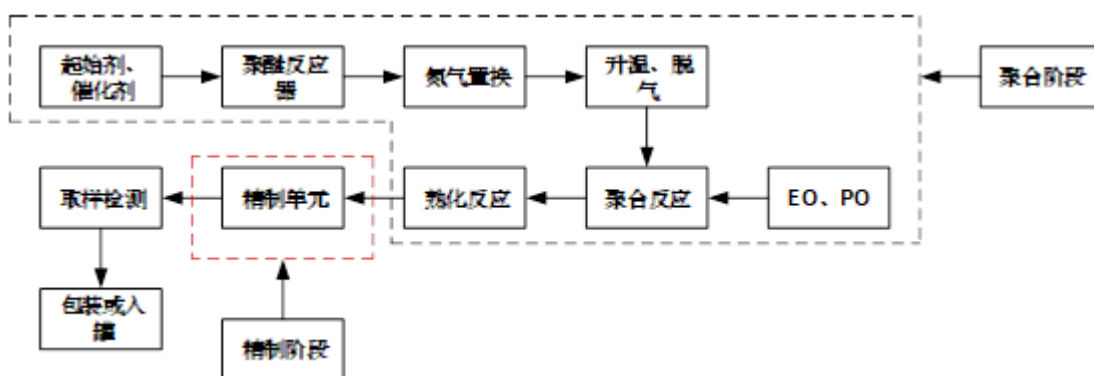 起始剂、
催化剂
聚醚反应
器
氮气置换
升温、脱
气
聚合阶段
取样检测
精制单元
熟化反应
聚合反应
EO、PO
包装或入
罐
精制阶段